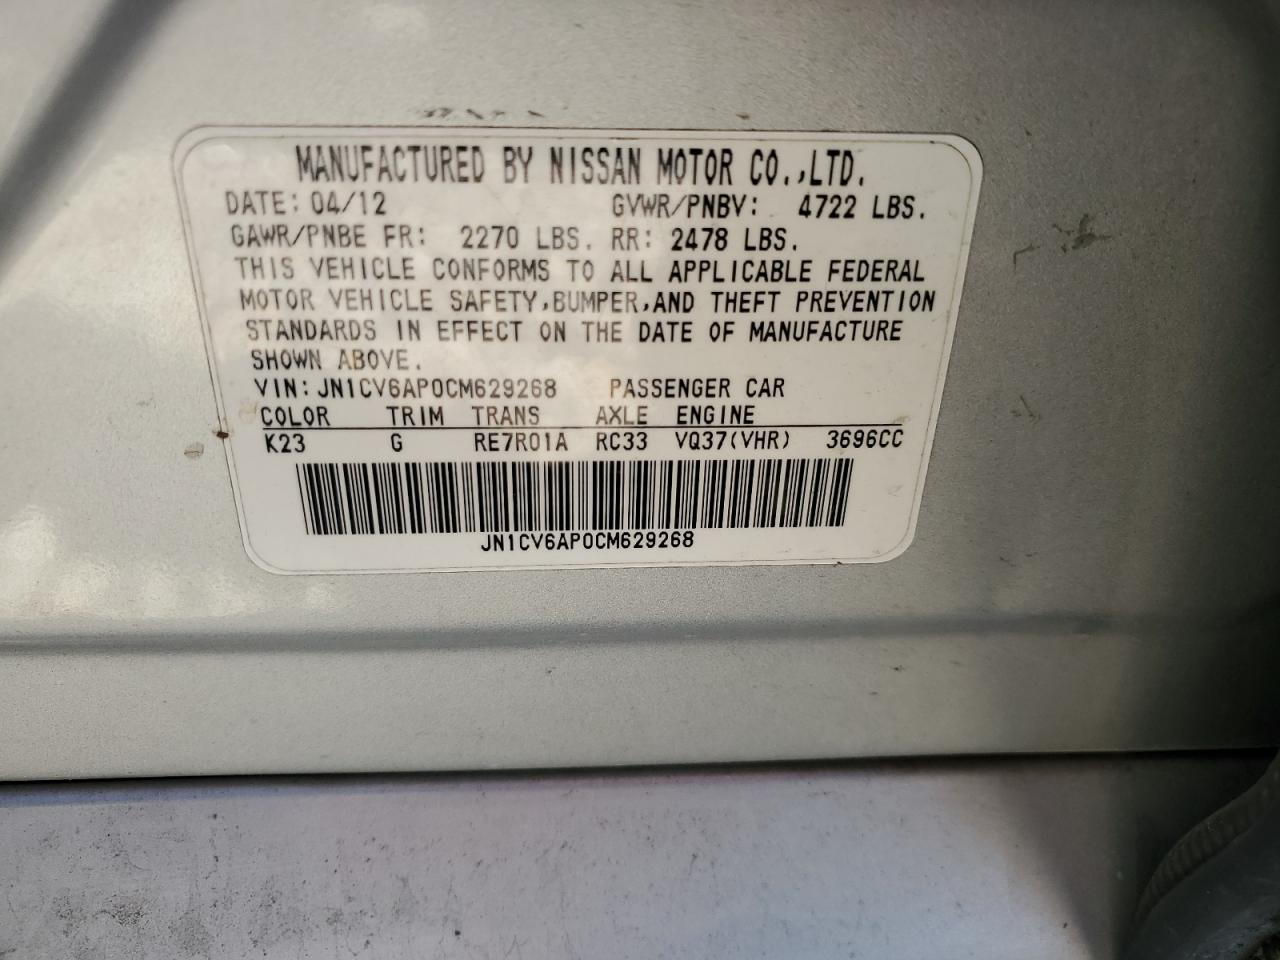 MANUFACTURED BY NISSAN MOTOR CO.,LTD.
DATE: 04/12 GVWR/PNBV: 4722 LBS.
GAWR/PNBE FR: 2270 LBS. RR: 2478 LBS.
THIS VEHICLE CONFORMS TO ALL APPLICABLE FEDERAL
MOTOR VEHICLE SAFETY,BUMPER,AND THEFT PREVENTION
STANDARDS IN EFFECT ON THE DATE OF MANUFACTURE
SHOWN ABOVE.
VIN: JN1CV6AP0CM629268 PASSENGER CAR
COLOR TRIM TRANS AXLE ENGINE
K23 G RE7R01A RC33 VQ37(VHR) 3696CC
JN1CV6AP0CM629268